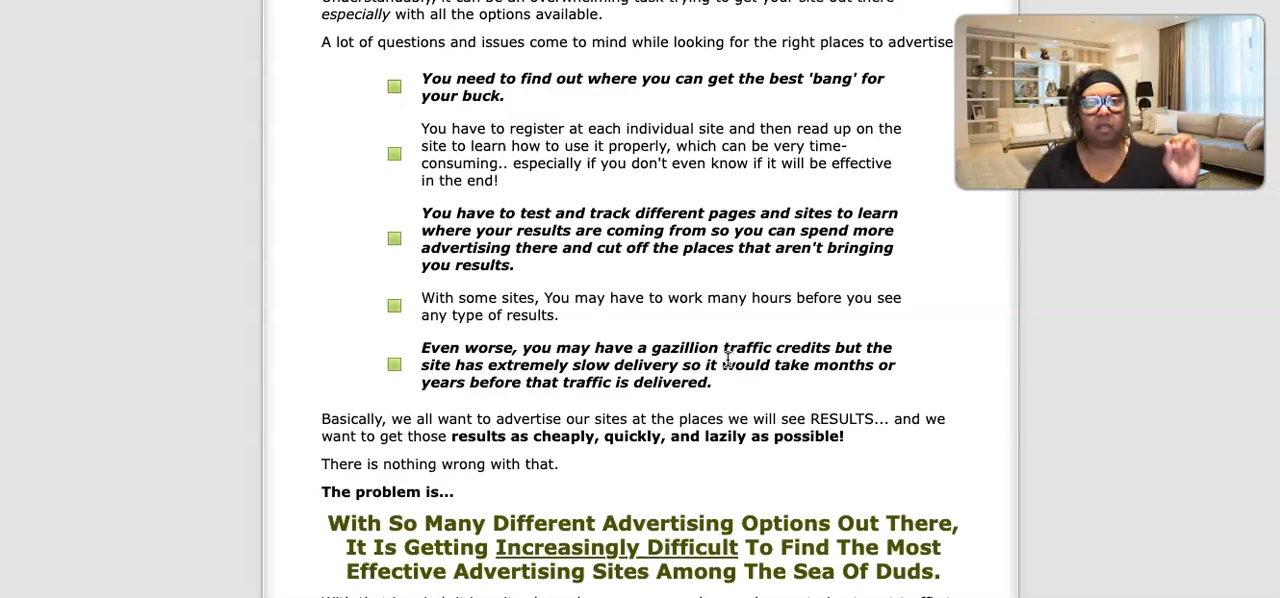 especially with all the options available.
A lot of questions and issues come to mind while looking for the right places to advertise
You need to find out where you can get the best 'bang' for
your buck.
You have to register at each individual site and then read up on the
site to learn how to use it properly, which can be very time-
consuming.. especially if you don't even know if it will be effective
in the end!
You have to test and track different pages and sites to learn
where your results are coming from so you can spend more
advertising there and cut off the places that aren't bringing
you results.
With some sites, You may have to work many hours before you see
any type of results.
Even worse, you may have a gazillion traffic credits but the
site has extremely slow delivery so it would take months or
years before that traffic is delivered.
Basically, we all want to advertise our sites at the places we will see RESULTS... and we
want to get those results as cheaply, quickly, and lazily as possible!
There is nothing wrong with that.
The problem is...
With So Many Different Advertising Options Out There,
It Is Getting Increasingly Difficult To Find The Most
Effective Advertising Sites Among The Sea Of Duds.